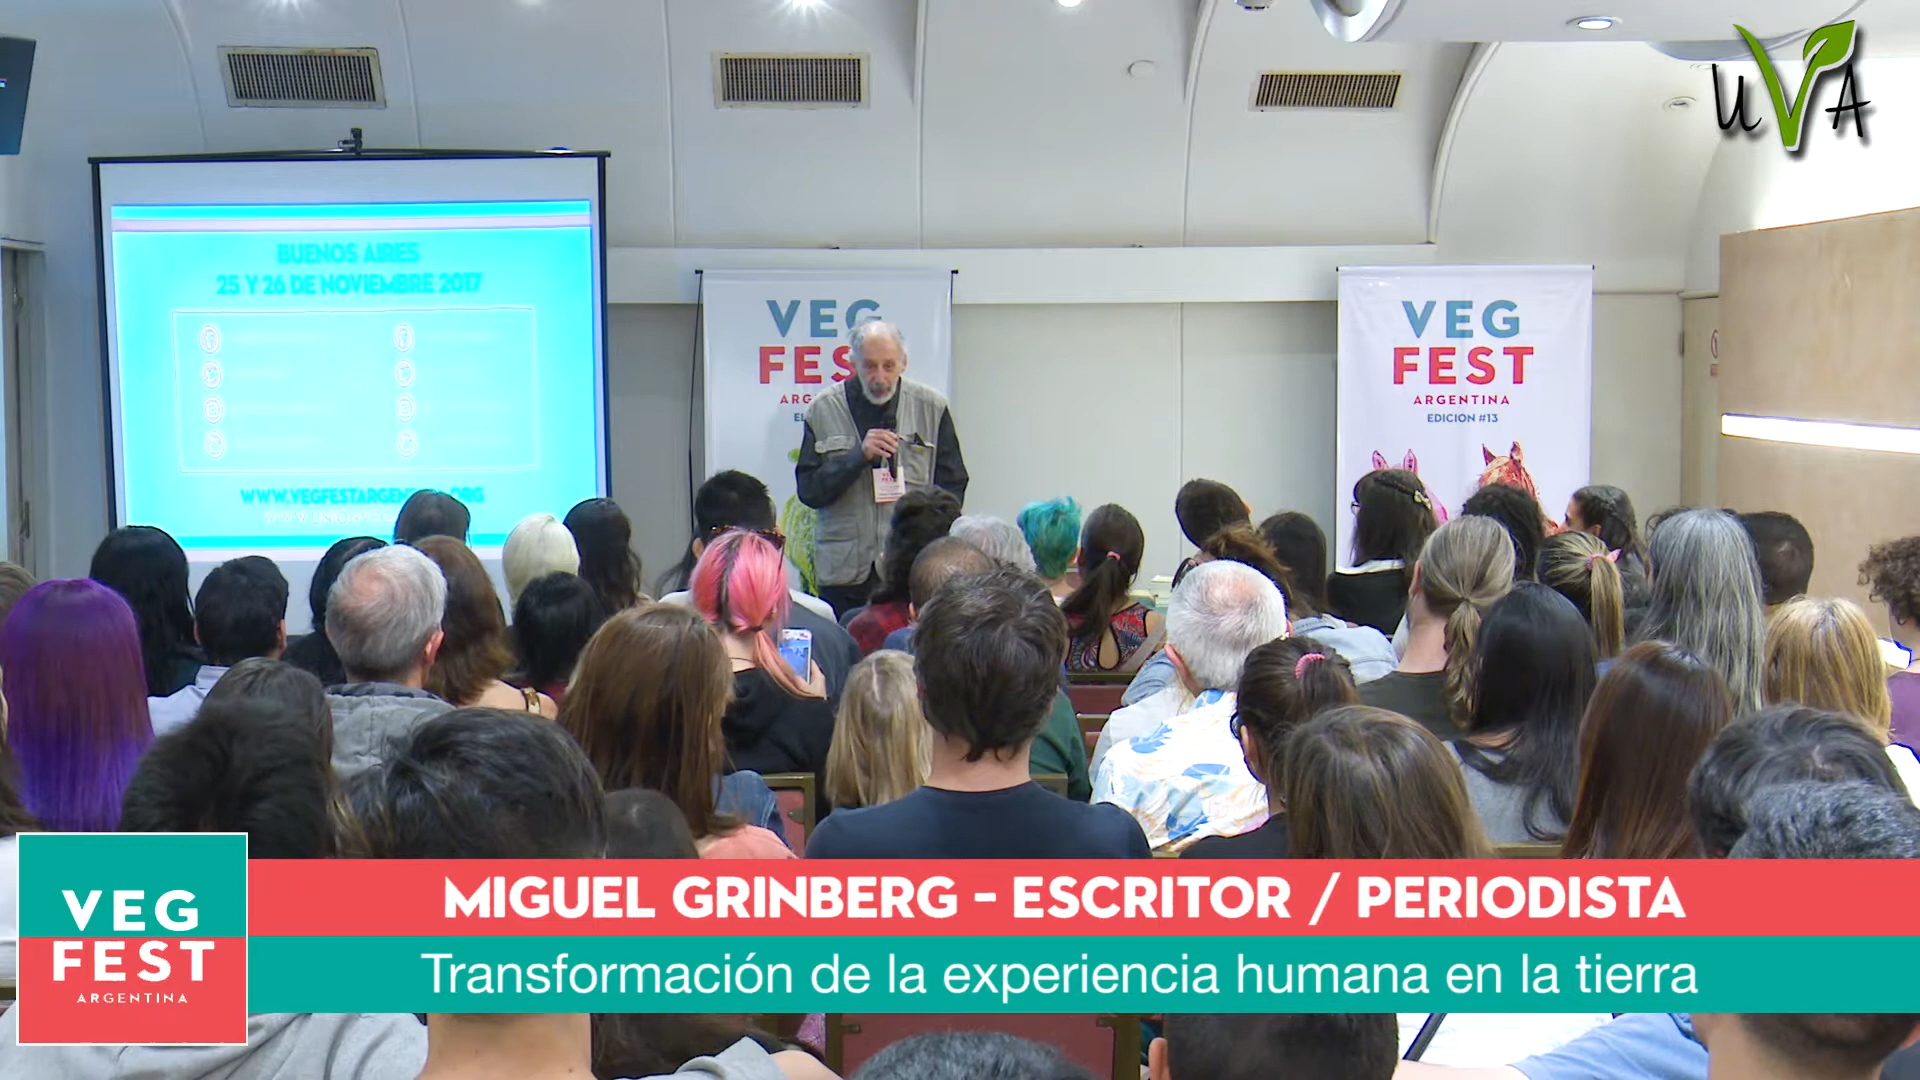 UVA
BUENOS AIRES
25 Y 26 DE NOVIEMBRE 2017
VEG
FEST
ARGENTINA
EDICION #13
VEG
FEST
MIGUEL GRINBERG - ESCRITOR / PERIODISTA
Transformación de la experiencia humana en la tierra
VEG
FEST
ARGENTINA